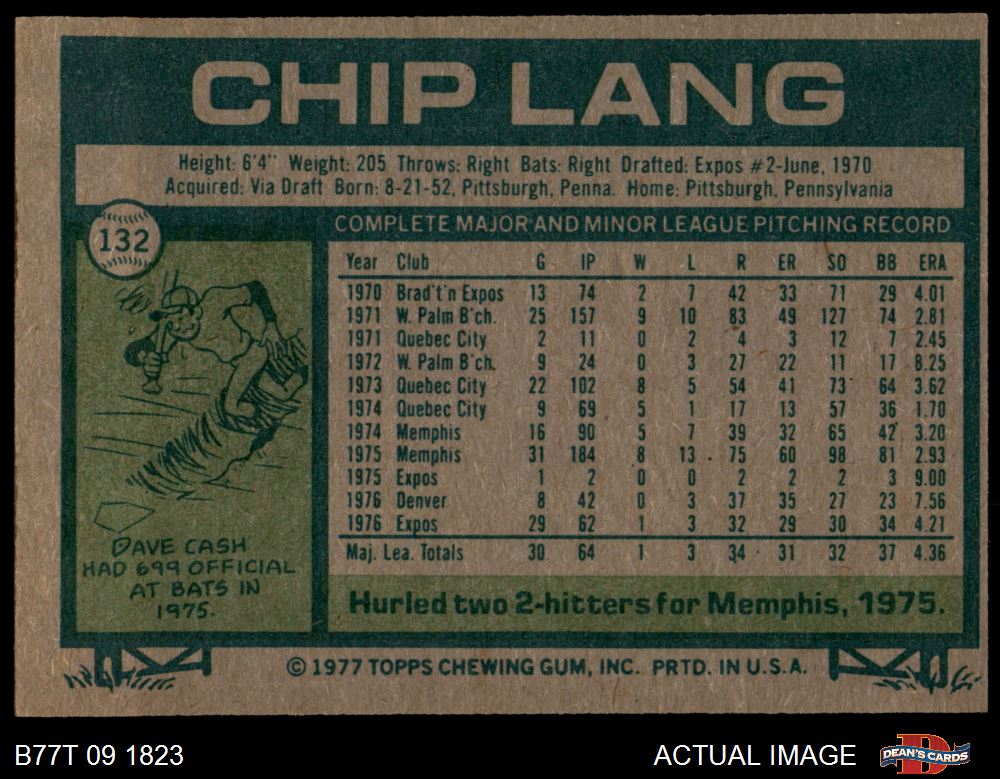 CHIP LANG
Height: 6'4" Weight: 205 Throws: Right Bats: Right Drafted: Expos #2-June, 1970
Acquired: Via Draft Born: 8-21-52, Pittsburgh, Penna. Home: Pittsburgh, Pennsylvania
132
COMPLETE MAJOR AND MINOR LEAGUE PITCHING RECORD
Year Club G IP W L R ER SO BB ERA
1970 Brad't'n Expos 13 74 2 7 42 33 71 29 4.01
1971 W. Palm B'ch. 25 157 9 10 83 49 127 74 2.81
1971 Quebec City 2 11 0 2 4 3 12 7 2.45
1972 W. Palm B'ch. 9 24 0 3 27 22 11 17 8.25
1973 Quebec City 22 102 8 5 54 41 73 64 3.62
1974 Quebec City 9 69 5 1 17 13 57 36 1.70
1974 Memphis 16 90 5 7 39 32 65 42 3.20
1975 Memphis 31 184 8 13 75 60 98 81 2.93
1975 Expos 1 2 0 0 2 2 2 3 9.00
1976 Denver 8 42 0 3 37 35 27 23 7.56
1976 Expos 29 62 1 3 32 29 30 34 4.21
Maj. Lea. Totals 30 64 1 3 34 31 32 37 4.36
DAVE CASH
HAD 699 OFFICIAL
AT BATS IN
1975.
Hurled two 2-hitters for Memphis, 1975.
© 1977 TOPPS CHEWING GUM, INC. PRTD. IN U.S.A.
B77T 09 1823
ACTUAL IMAGE
DEAN'S CARDS